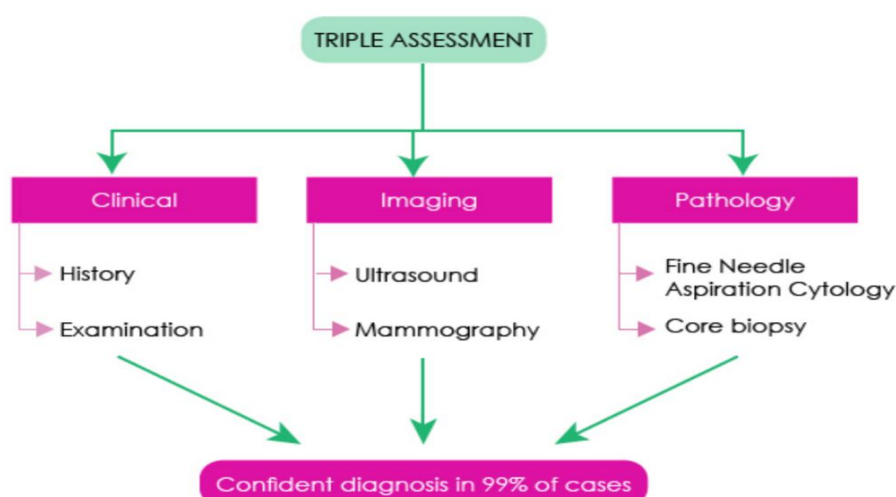 TRIPLE ASSESSMENT
Clinical
Imaging
Pathology
History
Examination
Ultrasound
Mammography
Fine Needle
Aspiration Cytology
Core biopsy
Confident diagnosis in 99% of cases